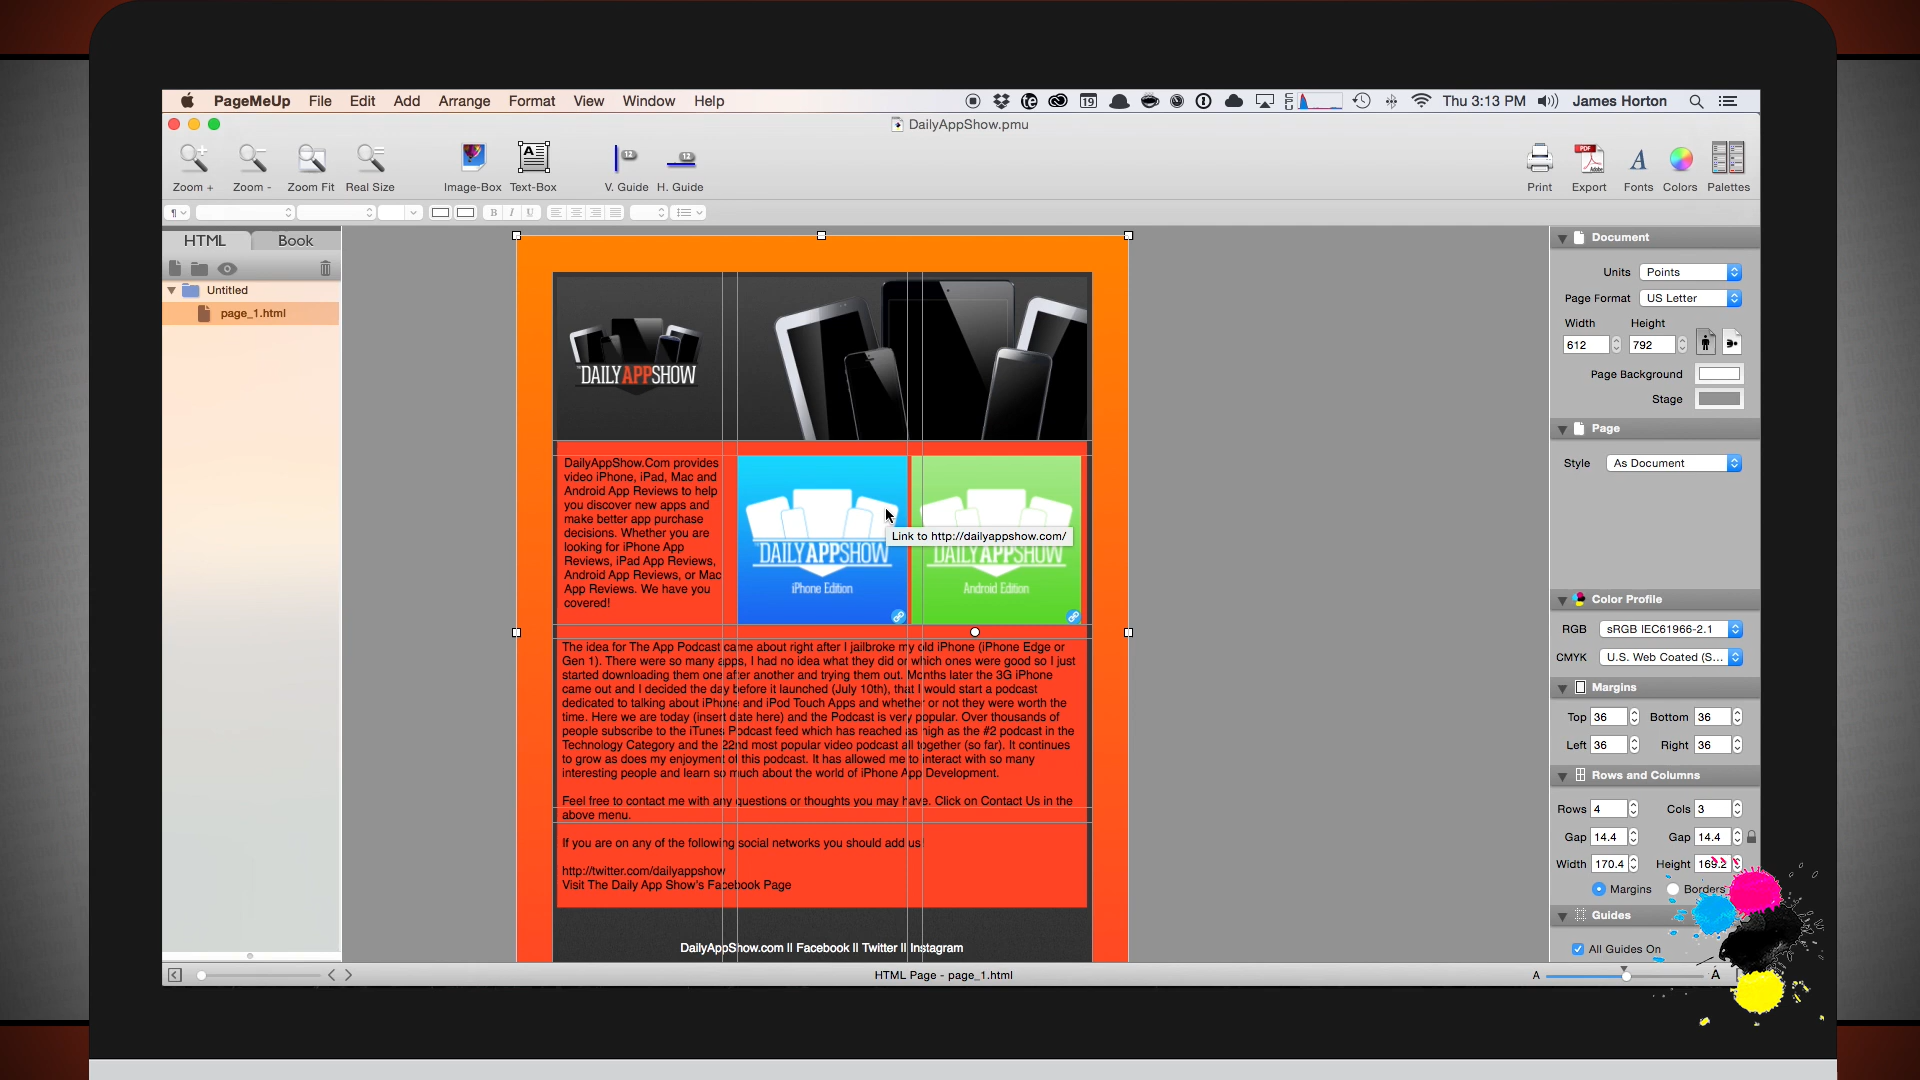 PageMeUp File Edit Add Arrange Format View Window Help
te 19 CPU Thu 3:13 PM James Horton
DailyAppShow.pmu
Zoom + Zoom - Zoom Fit Real Size Image-Box Text-Box V. Guide H. Guide
12 12
PDF Adobe
Print Export Fonts Colors Palettes
B I U
HTML Book
Untitled
page_1.html
DAILYAPPSHOW
DailyAppShow.Com provides
video iPhone, iPad, Mac and
Android App Reviews to help
you discover new apps and
make better app purchase
decisions. Whether you are
looking for iPhone App
Reviews, iPad App Reviews,
Android App Reviews, or Mac
App Reviews. We have you
covered!
DAILYAPPSHOW
iPhone Edition
Link to http://dailyappshow.com/
DAILYAPPSHOW
Android Edition
The idea for The App Podcast came about right after I jailbroke my old iPhone (iPhone Edge or
Gen 1). There were so many apps, I had no idea what they did or which ones were good so I just
started downloading them one after another and trying them out. Months later the 3G iPhone
came out and I decided the day before it launched (July 10th), that I would start a podcast
dedicated to talking about iPhone and iPod Touch Apps and whether or not they were worth the
time. Here we are today (insert date here) and the Podcast is very popular. Over thousands of
people subscribe to the iTunes Podcast feed which has reached as high as the #2 podcast in the
Technology Category and the 22nd most popular video podcast all together (so far). It continues
to grow as does my enjoyment of this podcast. It has allowed me to interact with so many
interesting people and learn so much about the world of iPhone App Development.
Feel free to contact me with any questions or thoughts you may have. Click on Contact Us in the
above menu.
If you are on any of the following social networks you should add us!
http://twitter.com/dailyappshow
Visit The Daily App Show's Facebook Page
DailyAppShow.com II Facebook II Twitter II Instagram
Document
Units Points
Page Format US Letter
Width Height
612 792
Page Background
Stage
Page
Style As Document
Color Profile
RGB sRGB IEC61966-2.1
CMYK U.S. Web Coated (S...
Margins
Top 36 Bottom 36
Left 36 Right 36
Rows and Columns
Rows 4 Cols 3
Gap 14.4 Gap 14.4
Width 170.4 Height 169.2
Margins Borders
Guides
All Guides On
HTML Page - page_1.html
A A